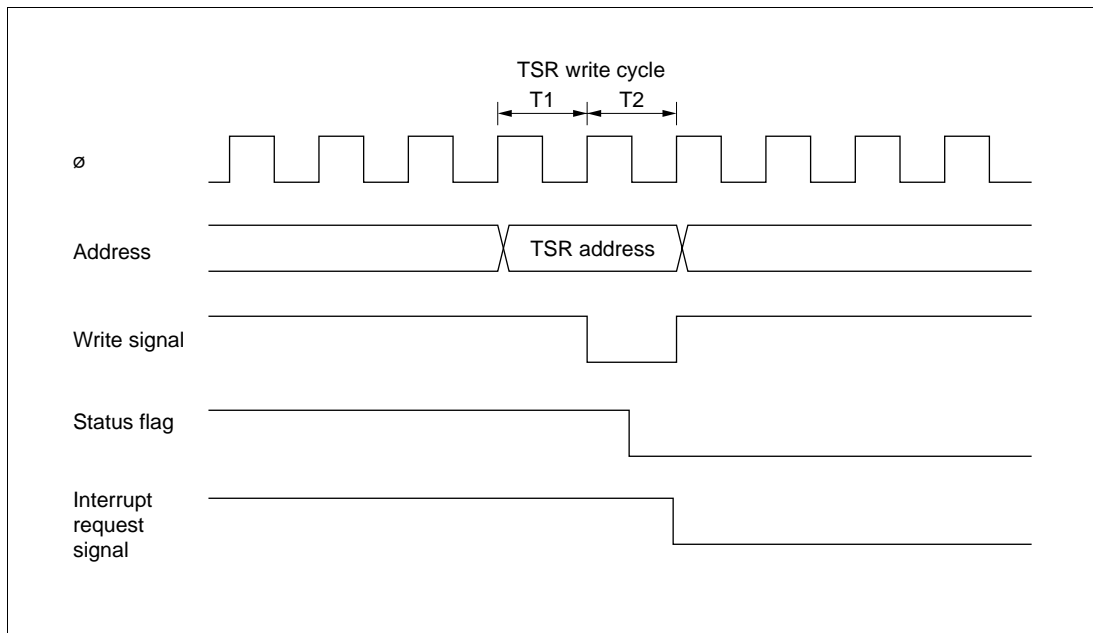 TSR write cycle
T1 T2
ø
Address
TSR address
Write signal
Status flag
Interrupt
request
signal